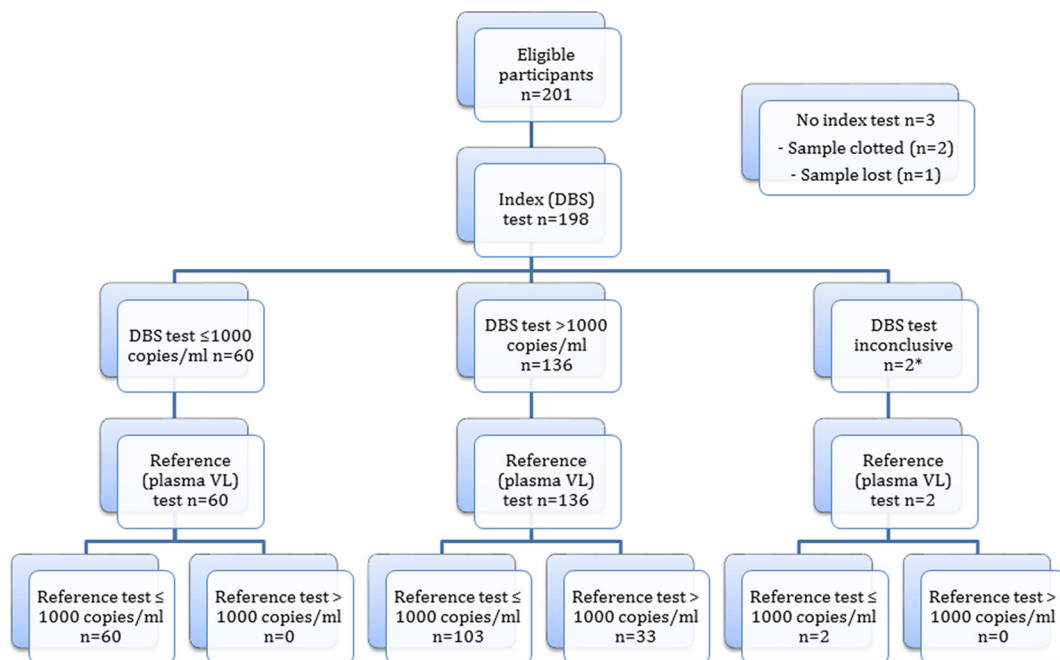 Eligible
participants
n=201
No index test n=3
- Sample clotted (n=2)
- Sample lost (n=1)
Index (DBS)
test n=198
DBS test ≤1000
copies/ml n=60
DBS test >1000
copies/ml
n=136
DBS test
inconclusive
n=2*
Reference
(plasma VL)
test n=60
Reference
(plasma VL)
test n=136
Reference
(plasma VL)
test n=2
Reference test ≤
1000 copies/ml
n=60
Reference test >
1000 copies/ml
n=0
Reference test ≤
1000 copies/ml
n=103
Reference test >
1000 copies/ml
n=33
Reference test ≤
1000 copies/ml
n=2
Reference test >
1000 copies/ml
n=0